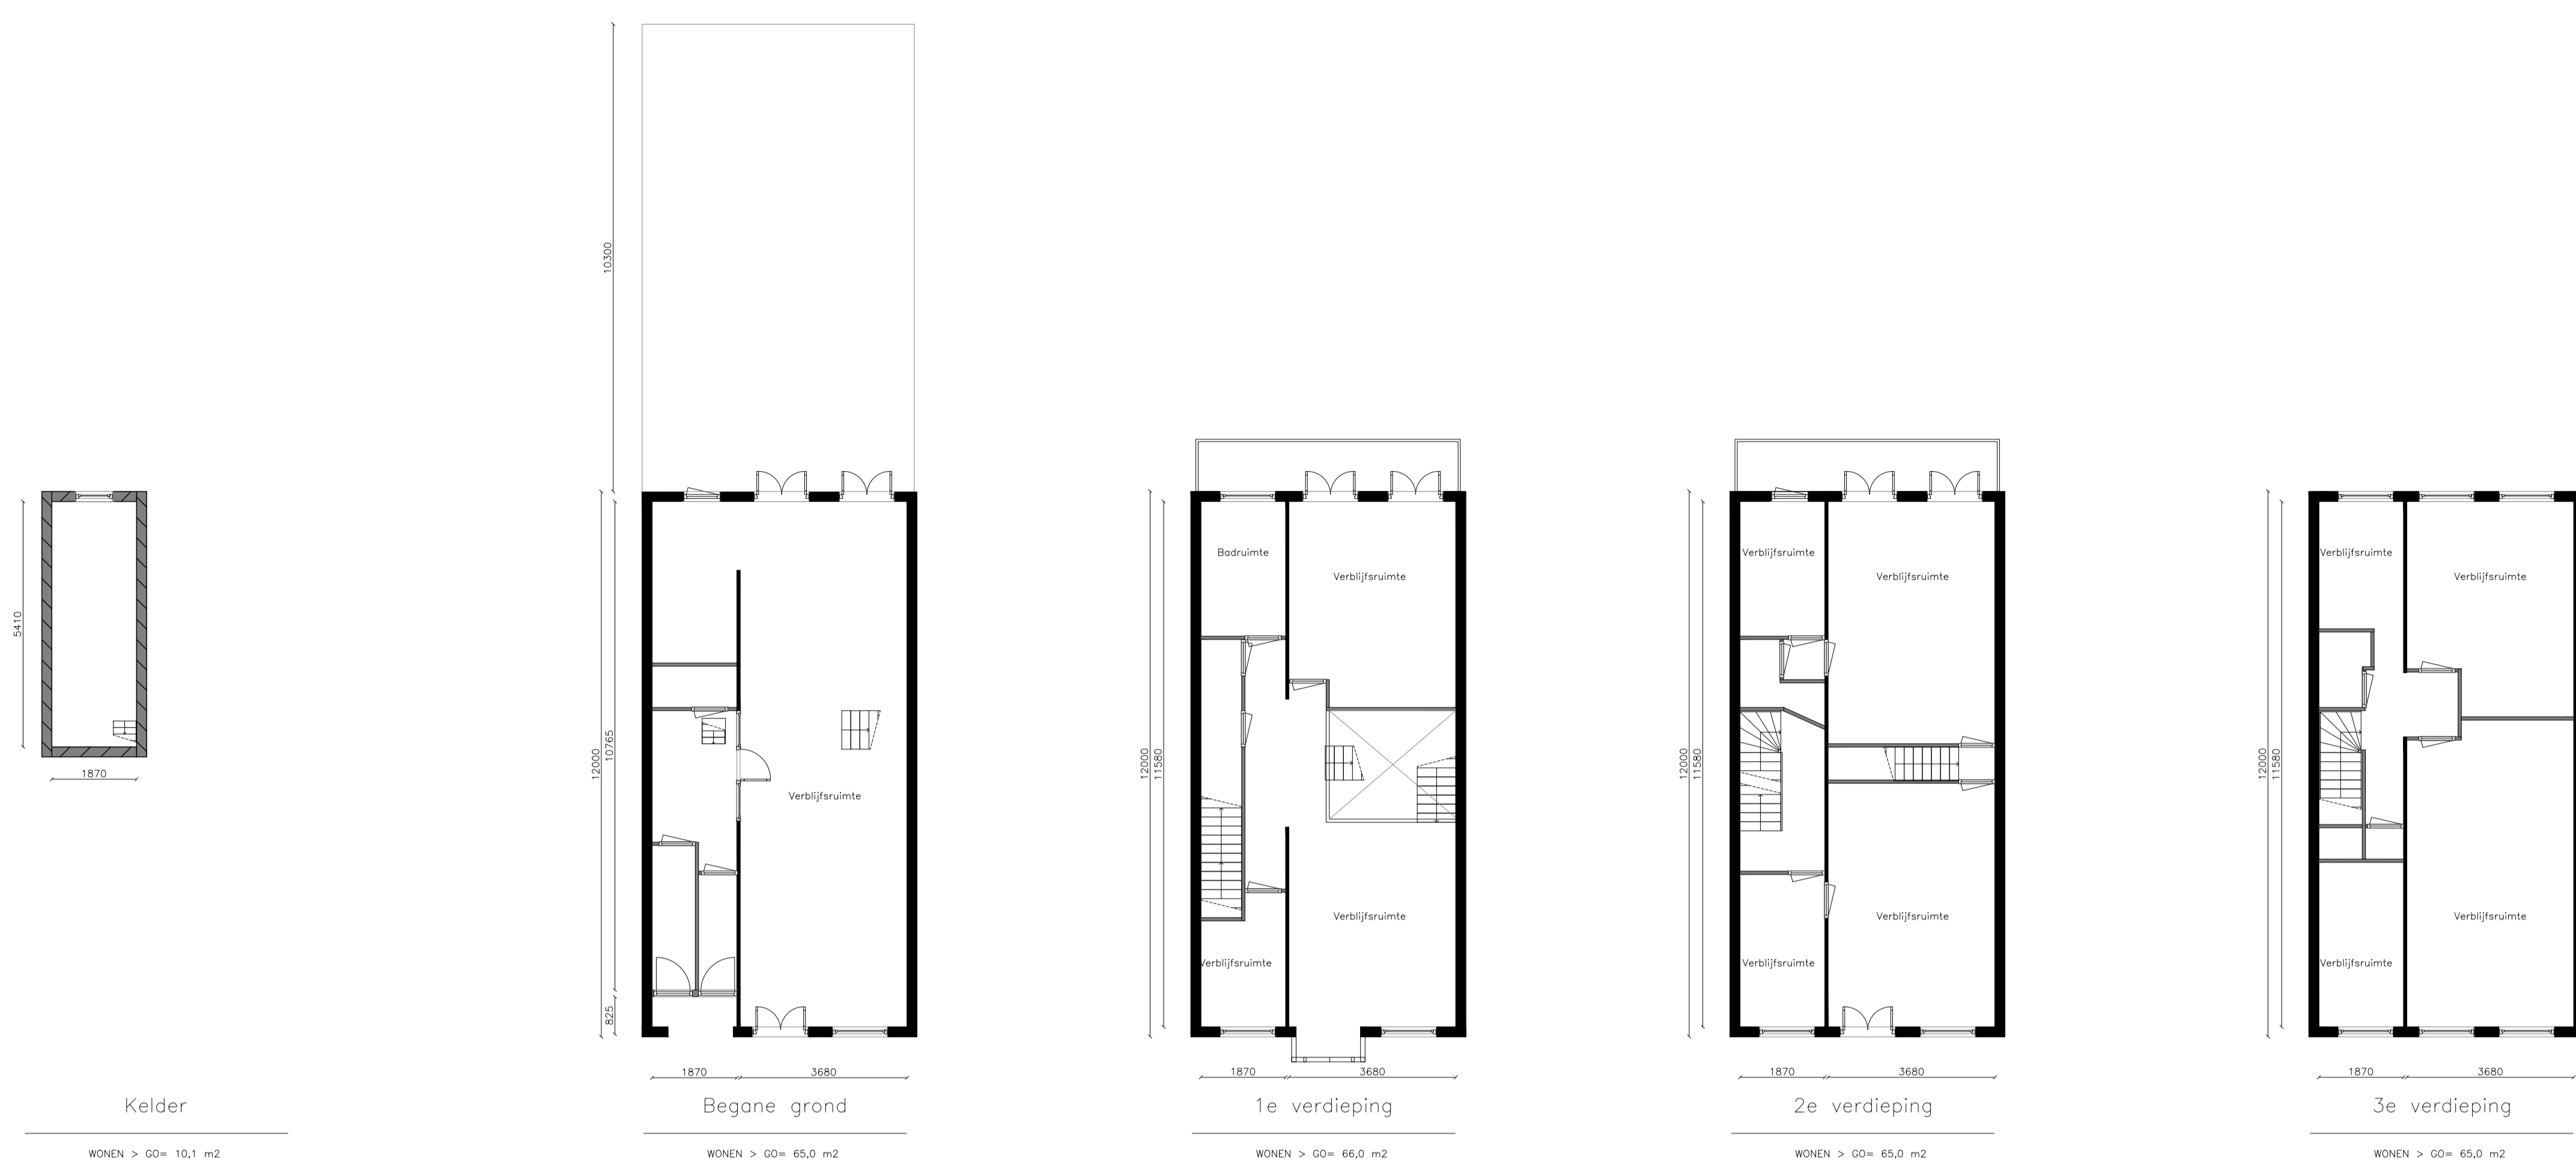 5410
1870
Kelder
WONEN > GO= 10,1 m2
10300
12000
10765
825
Verblijfsruimte
1870
3680
Begane grond
WONEN > GO= 65,0 m2
12000
11580
Badruimte
Verblijfsruimte
Verblijfsruimte
Verblijfsruimte
1870
3680
1e verdieping
WONEN > GO= 66,0 m2
12000
11580
Verblijfsruimte
Verblijfsruimte
Verblijfsruimte
Verblijfsruimte
1870
3680
2e verdieping
WONEN > GO= 65,0 m2
12000
11580
Verblijfsruimte
Verblijfsruimte
Verblijfsruimte
Verblijfsruimte
1870
3680
3e verdieping
WONEN > GO= 65,0 m2